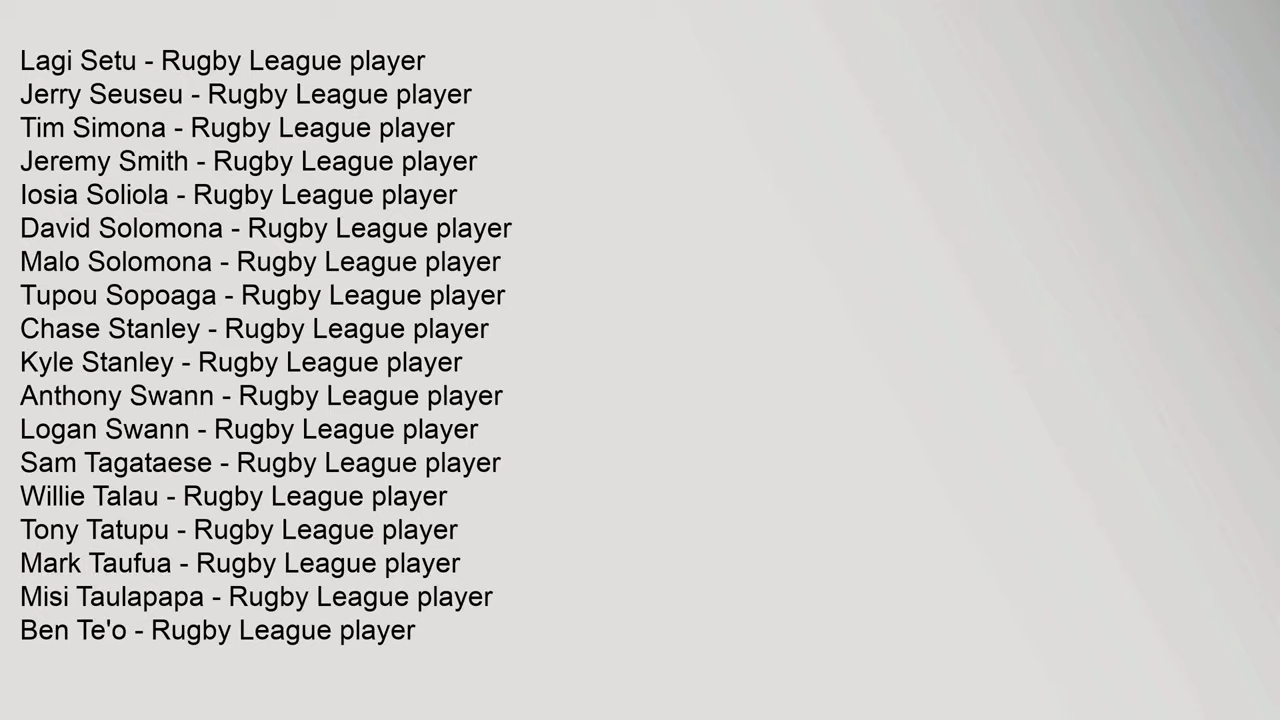 Lagi Setu - Rugby League player
Jerry Seuseu - Rugby League player
Tim Simona - Rugby League player
Jeremy Smith - Rugby League player
Iosia Soliola - Rugby League player
David Solomona - Rugby League player
Malo Solomona - Rugby League player
Tupou Sopoaga - Rugby League player
Chase Stanley - Rugby League player
Kyle Stanley - Rugby League player
Anthony Swann - Rugby League player
Logan Swann - Rugby League player
Sam Tagataese - Rugby League player
Willie Talau - Rugby League player
Tony Tatupu - Rugby League player
Mark Taufua - Rugby League player
Misi Taulapapa - Rugby League player
Ben Te'o - Rugby League player